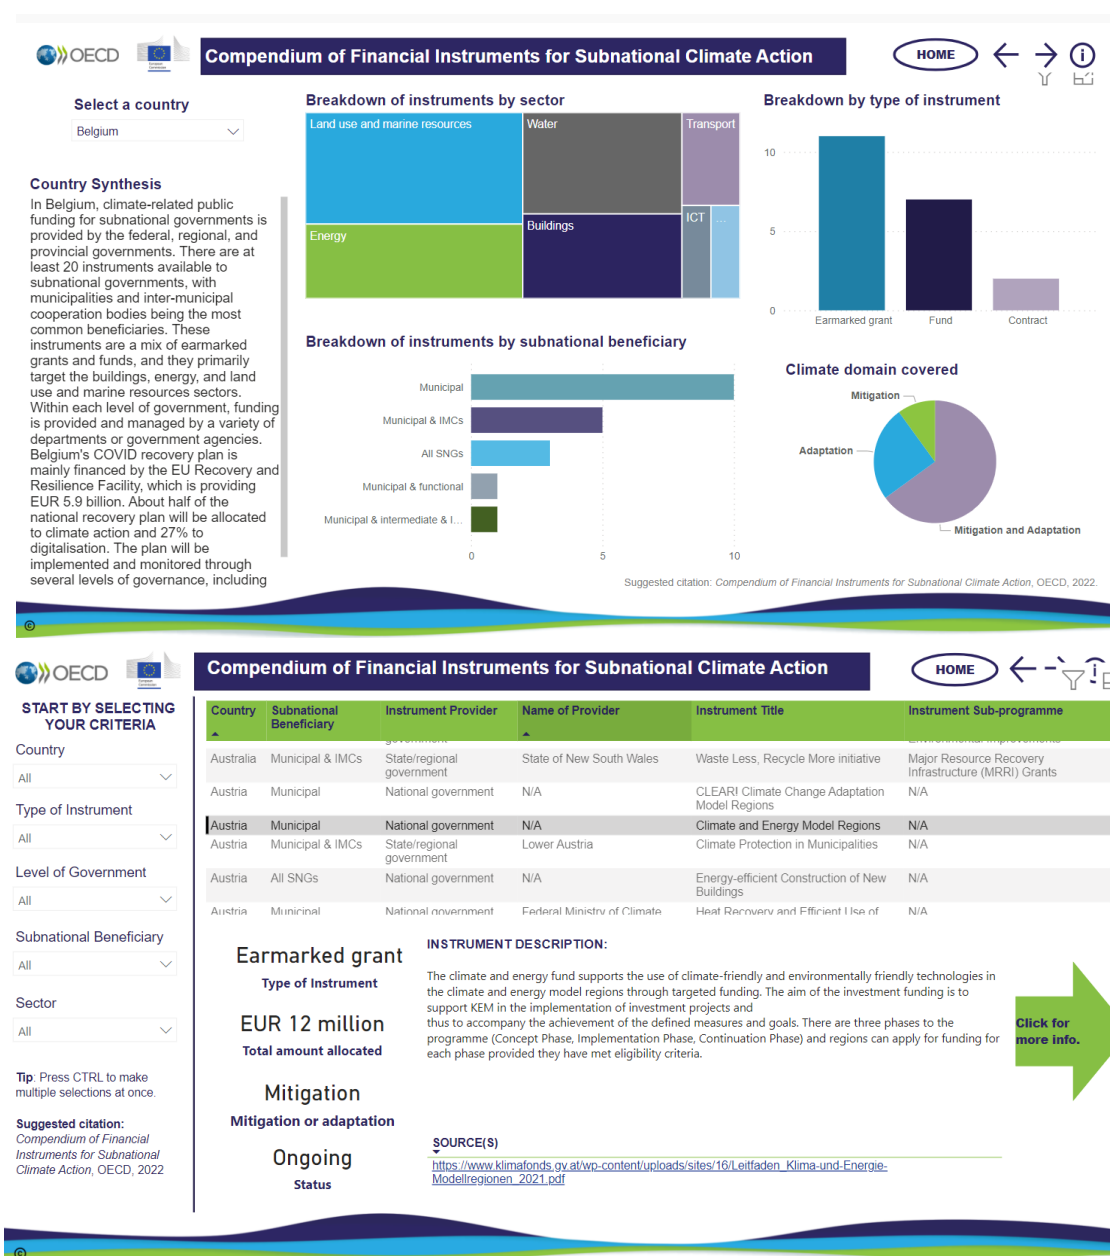 OECD
European Commission
Compendium of Financial Instruments for Subnational Climate Action
HOME
Select a country
Belgium
Country Synthesis
In Belgium, climate-related public
funding for subnational governments is
provided by the federal, regional, and
provincial governments. There are at
least 20 instruments available to
subnational governments, with
municipalities and inter-municipal
cooperation bodies being the most
common beneficiaries. These
instruments are a mix of earmarked
grants and funds, and they primarily
target the buildings, energy, and land
use and marine resources sectors.
Within each level of government, funding
is provided and managed by a variety of
departments or government agencies.
Belgium's COVID recovery plan is
mainly financed by the EU Recovery and
Resilience Facility, which is providing
EUR 5.9 billion. About half of the
national recovery plan will be allocated
to climate action and 27% to
digitalisation. The plan will be
implemented and monitored through
several levels of governance, including
Breakdown of instruments by sector
Land use and marine resources
Water
Transport
Energy
Buildings
ICT
...
Breakdown by type of instrument
10
5
0
Earmarked grant
Fund
Contract
Breakdown of instruments by subnational beneficiary
Municipal
Municipal & IMCs
All SNGs
Municipal & functional
Municipal & intermediate & I...
0
5
10
Climate domain covered
Mitigation
Adaptation
Mitigation and Adaptation
Suggested citation: Compendium of Financial Instruments for Subnational Climate Action, OECD, 2022.
©
OECD
European Commission
Compendium of Financial Instruments for Subnational Climate Action
HOME
START BY SELECTING
YOUR CRITERIA
Country
All
Type of Instrument
All
Level of Government
All
Subnational Beneficiary
All
Sector
All
Tip: Press CTRL to make
multiple selections at once.
Suggested citation:
Compendium of Financial
Instruments for Subnational
Climate Action, OECD, 2022
Country Subnational Beneficiary Instrument Provider Name of Provider Instrument Title Instrument Sub-programme
government Environmental Improvements
Australia Municipal & IMCs State/regional government State of New South Wales Waste Less, Recycle More initiative Major Resource Recovery Infrastructure (MRRI) Grants
Austria Municipal National government N/A CLEAR! Climate Change Adaptation Model Regions N/A
Austria Municipal National government N/A Climate and Energy Model Regions N/A
Austria Municipal & IMCs State/regional government Lower Austria Climate Protection in Municipalities N/A
Austria All SNGs National government N/A Energy-efficient Construction of New Buildings N/A
Austria Municipal National government Federal Ministry of Climate Heat Recovery and Efficient Use of N/A
Earmarked grant
Type of Instrument
EUR 12 million
Total amount allocated
Mitigation
Mitigation or adaptation
Ongoing
Status
INSTRUMENT DESCRIPTION:
The climate and energy fund supports the use of climate-friendly and environmentally friendly technologies in
the climate and energy model regions through targeted funding. The aim of the investment funding is to
support KEM in the implementation of investment projects and
thus to accompany the achievement of the defined measures and goals. There are three phases to the
programme (Concept Phase, Implementation Phase, Continuation Phase) and regions can apply for funding for
each phase provided they have met eligibility criteria.
Click for
more info.
SOURCE(S)
https://www.klimafonds.gv.at/wp-content/uploads/sites/16/Leitfaden_Klima-und-Energie-
Modellregionen_2021.pdf
©